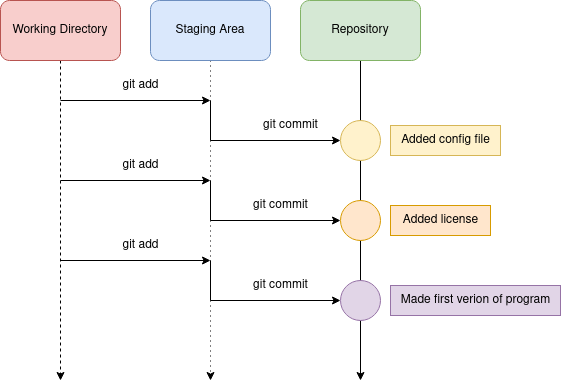 Working Directory
Staging Area
Repository
git add
git commit
Added config file
git add
git commit
Added license
git add
git commit
Made first verion of program